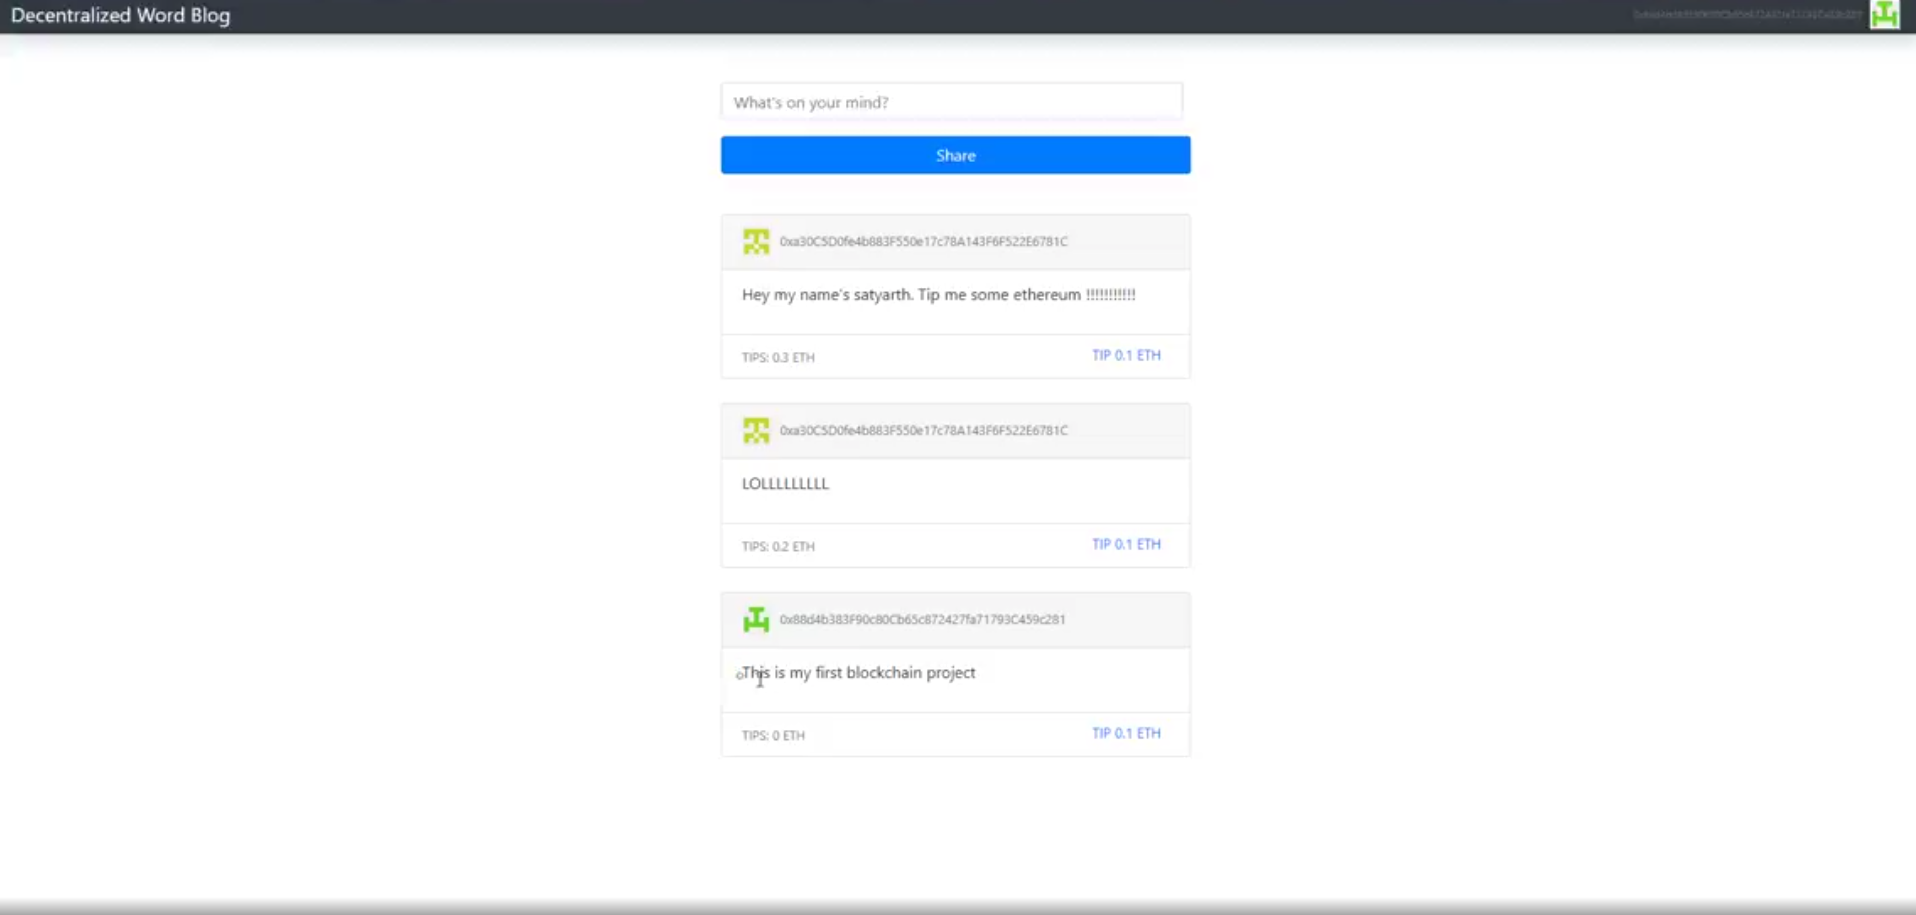 Decentralized Word Blog
What's on your mind?
Share
0xa30C5D0fe4b883F550e17c78A143F6F522E6781C
Hey my name's satyarth. Tip me some ethereum !!!!!!!!!!!
TIPS: 0.3 ETH
TIP 0.1 ETH
0xa30C5D0fe4b883F550e17c78A143F6F522E6781C
LOLLLLLLLLL
TIPS: 0.2 ETH
TIP 0.1 ETH
0x88d4b383F90c80Cb65c872427fa71793C459c281
This is my first blockchain project
TIPS: 0 ETH
TIP 0.1 ETH